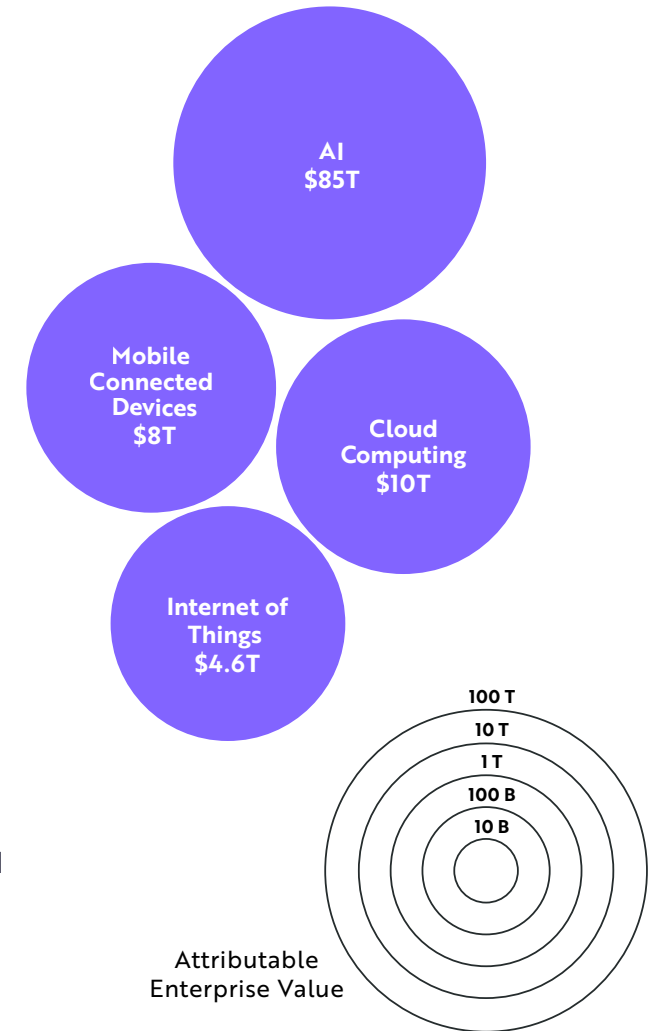 AI
$85T
Mobile
Connected
Devices
$8T
Cloud
Computing
$10T
Internet of
Things
$4.6T
100 T
10 T
1 T
100 B
10 B
Attributable
Enterprise Value